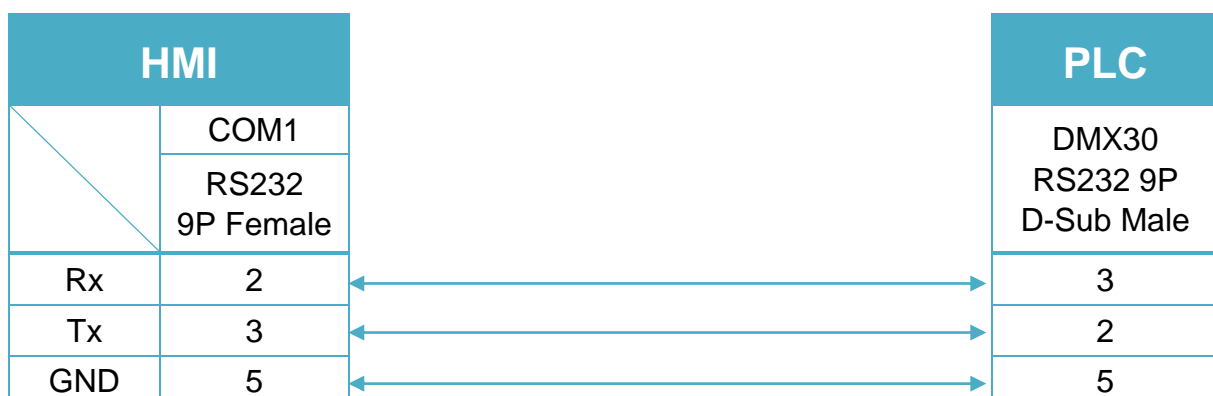 HMI
PLC
COM1
RS232
9P Female
DMX30
RS232 9P
D-Sub Male
Rx 2 3
Tx 3 2
GND 5 5